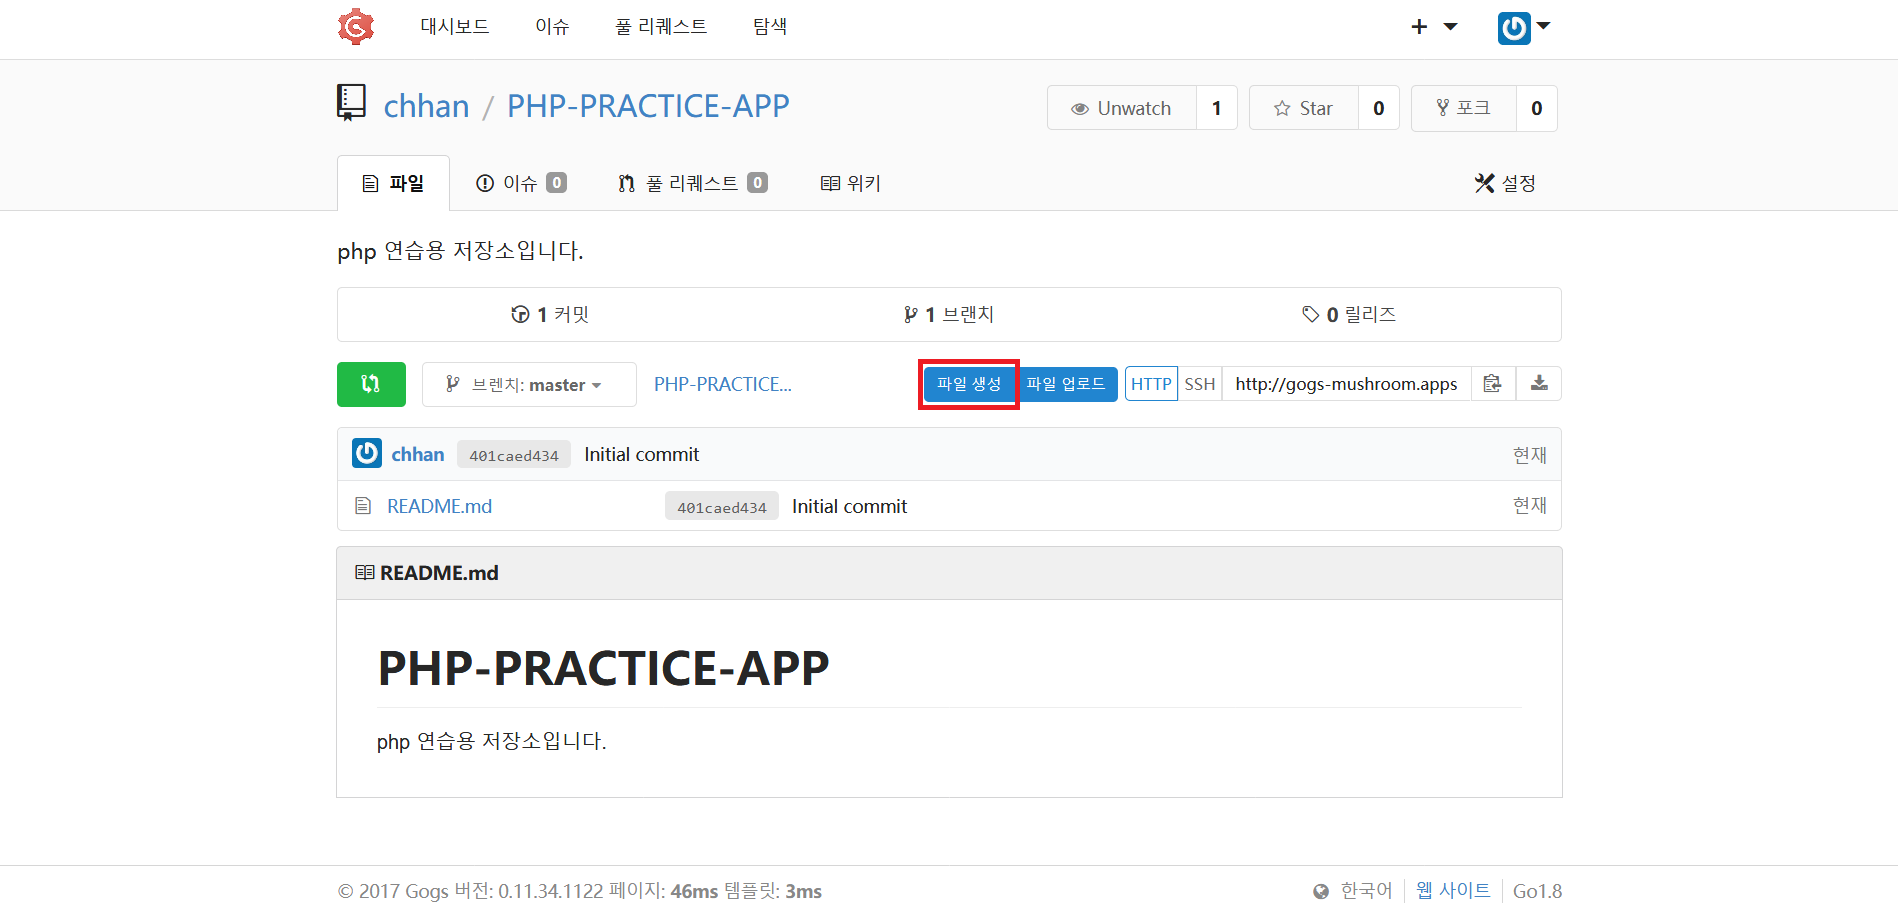 대시보드 이슈 풀 리퀘스트 탐색
chhan / PHP-PRACTICE-APP
Unwatch 1 Star 0 포크 0
파일 이슈 0 풀 리퀘스트 0 위키 설정
php 연습용 저장소입니다.
1 커밋 1 브랜치 0 릴리즈
브렌치: master PHP-PRACTICE... 파일 생성 파일 업로드 HTTP SSH http://gogs-mushroom.apps
chhan 401caed434 Initial commit 현재
README.md 401caed434 Initial commit 현재
README.md
PHP-PRACTICE-APP
php 연습용 저장소입니다.
© 2017 Gogs 버전: 0.11.34.1122 페이지: 46ms 템플릿: 3ms 한국어 웹 사이트 Go1.8